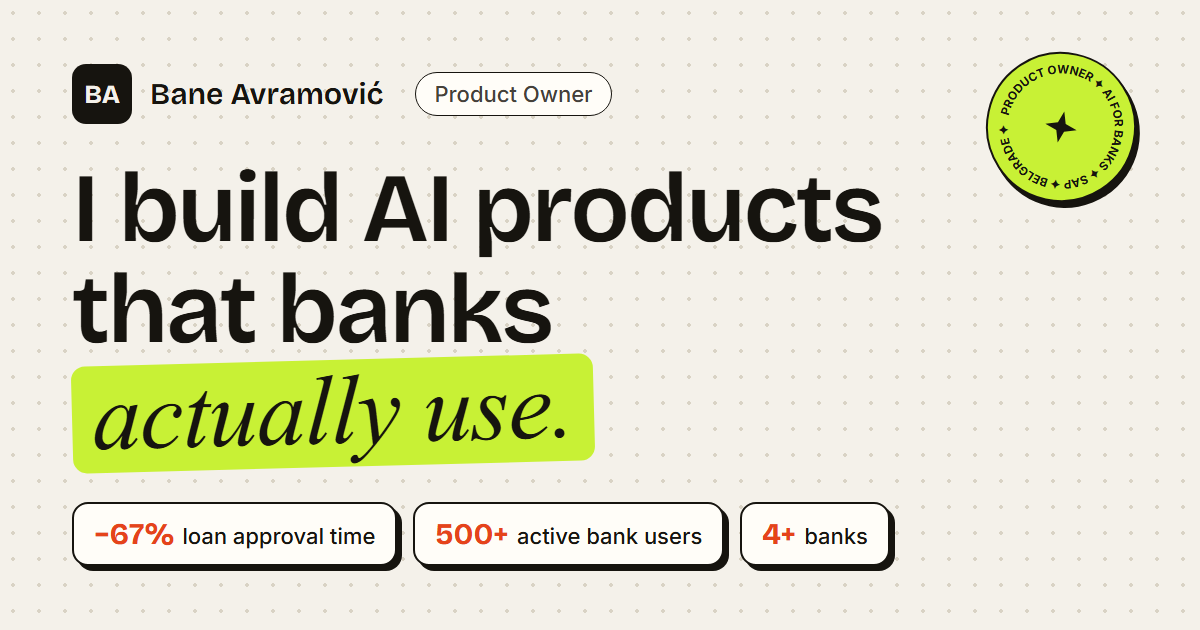 BA
Bane Avramović
Product Owner
PRODUCT OWNER ✦ AI FOR BANKS ✦ SAP ✦ BELGRADE ✦
I build AI products
that banks
actually use.
−67% loan approval time
500+ active bank users
4+ banks